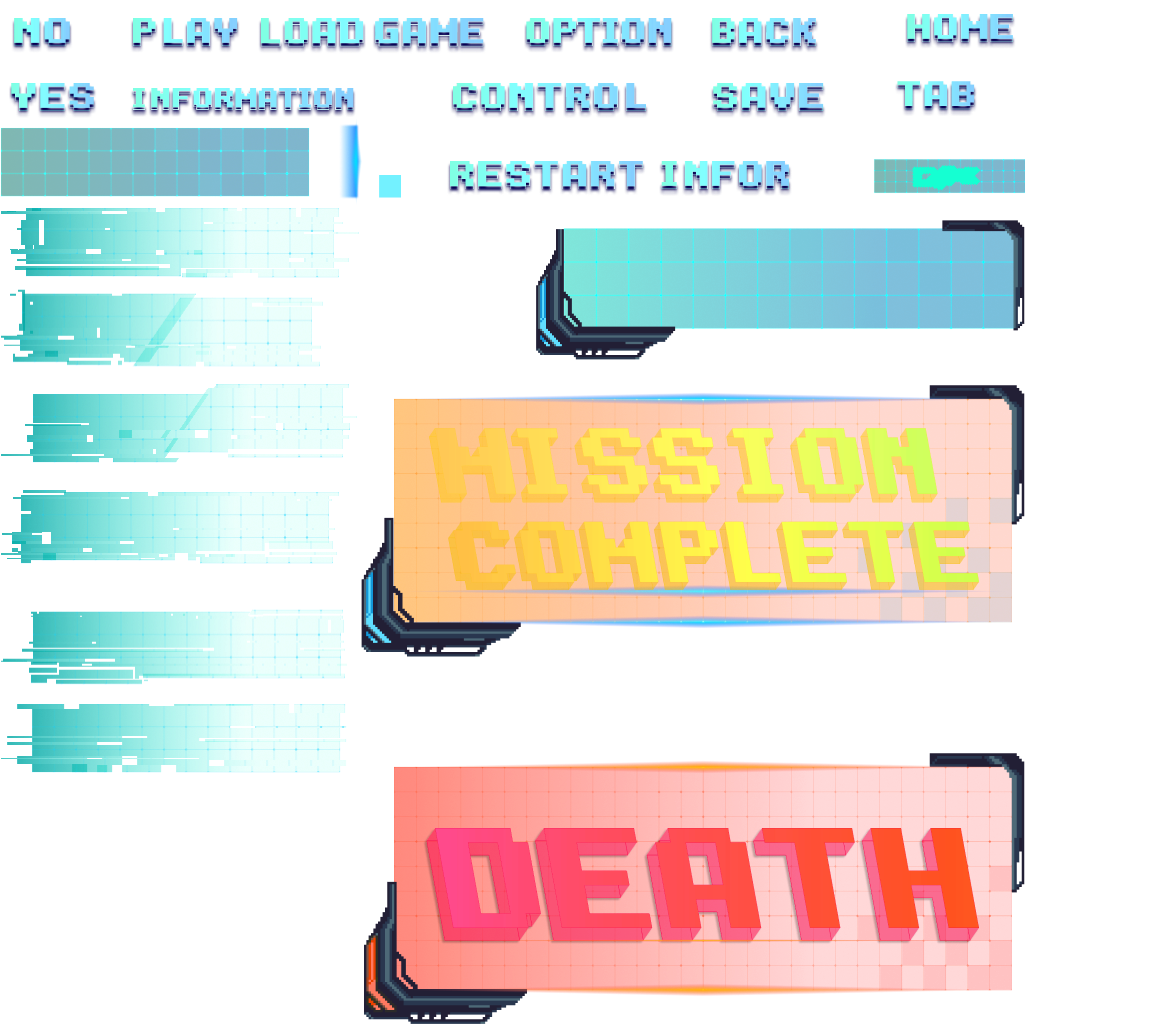 NO PLAY LOAD GAME OPTION BACK HOME
YES INFORMATION CONTROL SAVE TAB
RESTART INFOR
MISSION
COMPLETE
DEATH